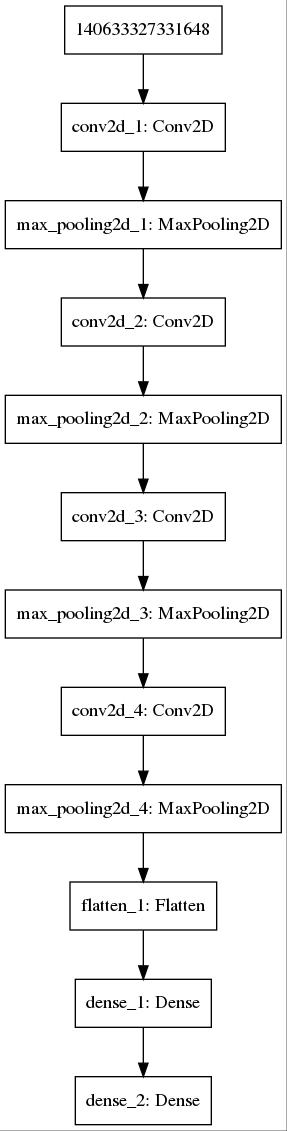 140633327331648
conv2d_1: Conv2D
max_pooling2d_1: MaxPooling2D
conv2d_2: Conv2D
max_pooling2d_2: MaxPooling2D
conv2d_3: Conv2D
max_pooling2d_3: MaxPooling2D
conv2d_4: Conv2D
max_pooling2d_4: MaxPooling2D
flatten_1: Flatten
dense_1: Dense
dense_2: Dense